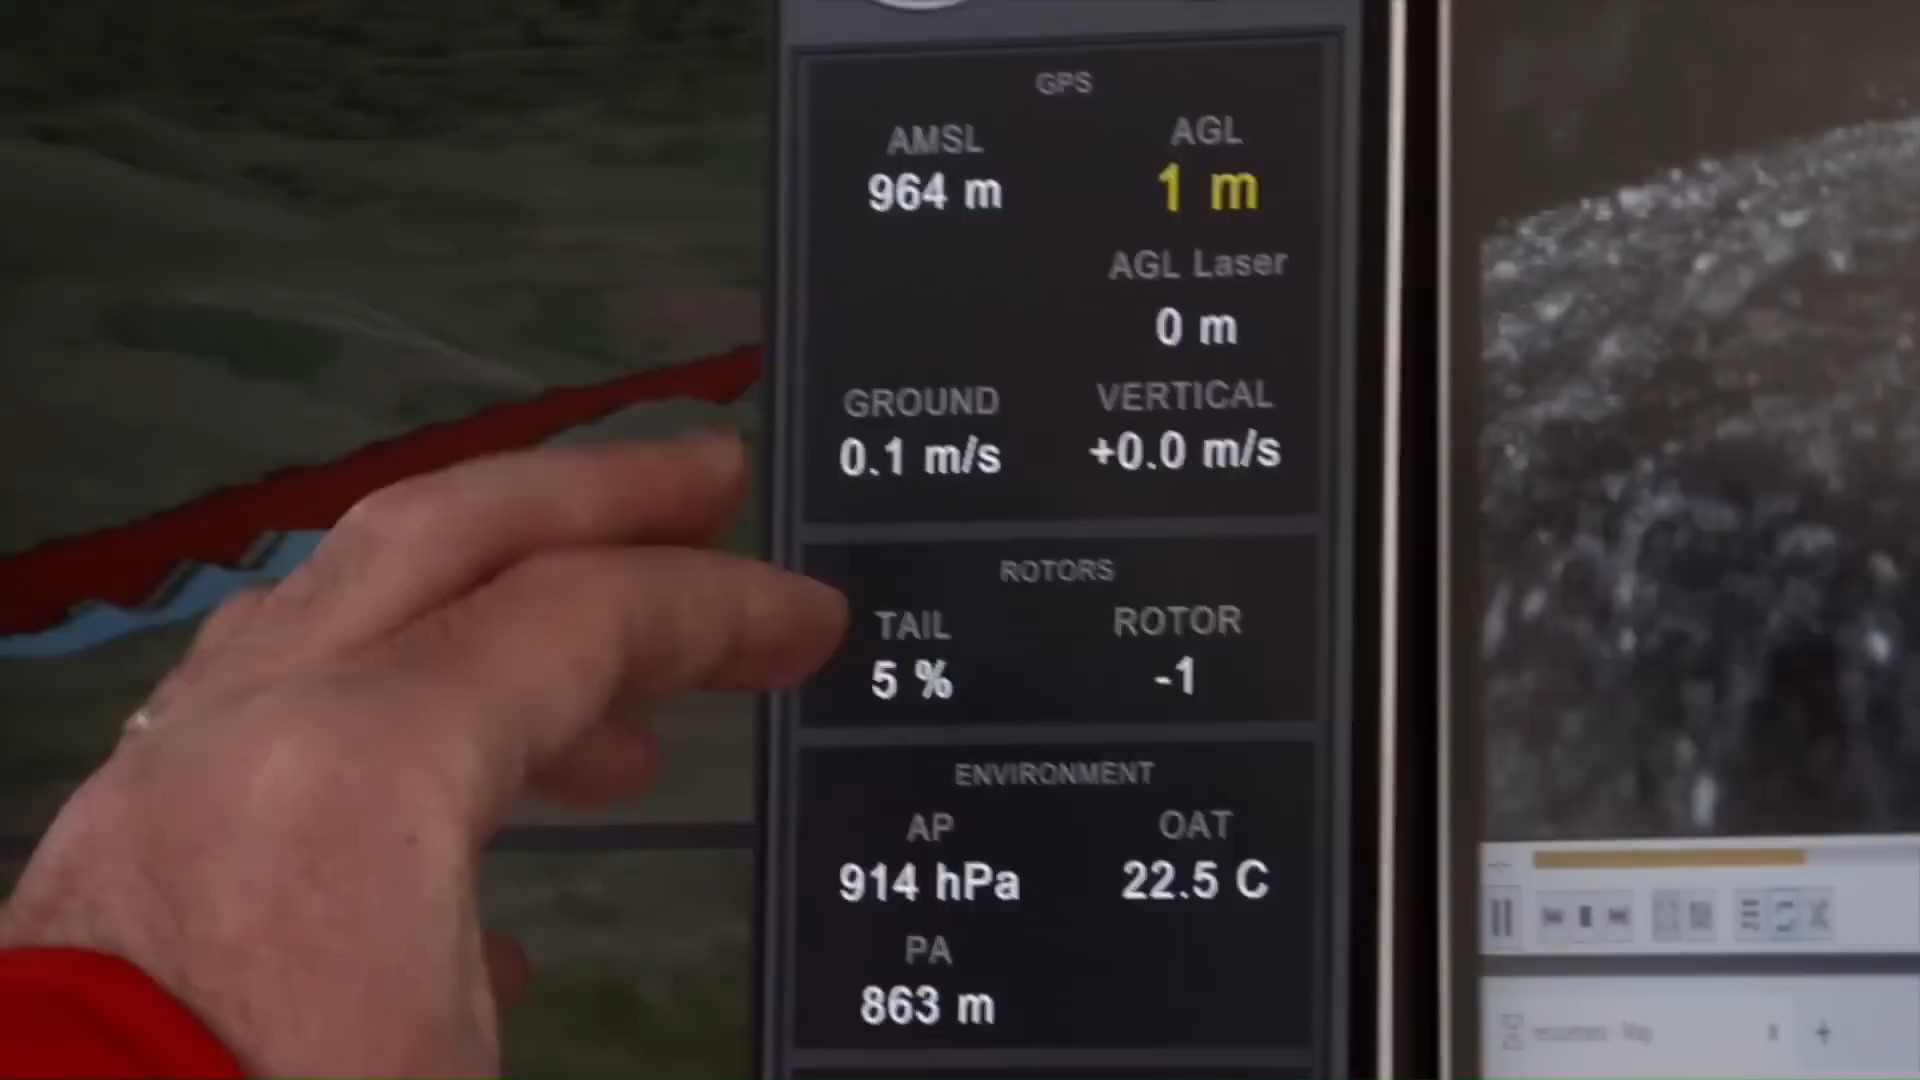 GPS
AMSL AGL
964 m 1 m
AGL Laser
0 m
GROUND VERTICAL
0.1 m/s +0.0 m/s
ROTORS
TAIL ROTOR
5 % -1
ENVIRONMENT
AP OAT
914 hPa 22.5 C
PA
863 m